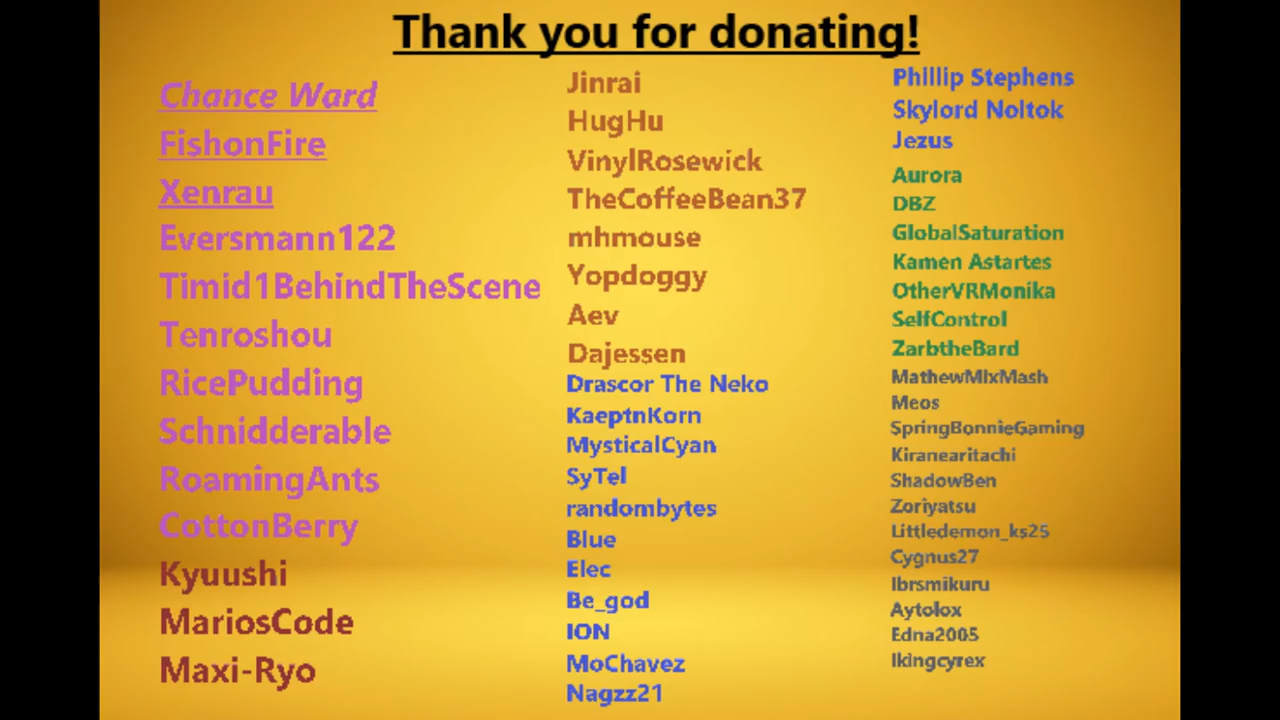 Thank you for donating!
Chance Ward
FishonFire
Xenrau
Eversmann122
Timid1BehindTheScene
Tenroshou
RicePudding
Schnidderable
RoamingAnts
CottonBerry
Kyuushi
MariosCode
Maxi-Ryo
Jinrai
HugHu
VinylRosewick
TheCoffeeBean37
mhmouse
Yopdoggy
Aev
Dajessen
Drascor The Neko
KaeptnKorn
MysticalCyan
SyTel
randombytes
Blue
Elec
Be_god
ION
MoChavez
Nagzz21
Phillip Stephens
Skylord Noltok
Jezus
Aurora
DBZ
GlobalSaturation
Kamen Astartes
OtherVRMonika
SelfControl
ZarbtheBard
MathewMIxMash
Meos
SpringBonnieGaming
Kiranearitachi
ShadowBen
Zoriyatsu
Littledemon_ks25
Cygnus27
Ibrsmikuru
Aytolox
Edna2005
Ikingcyrex